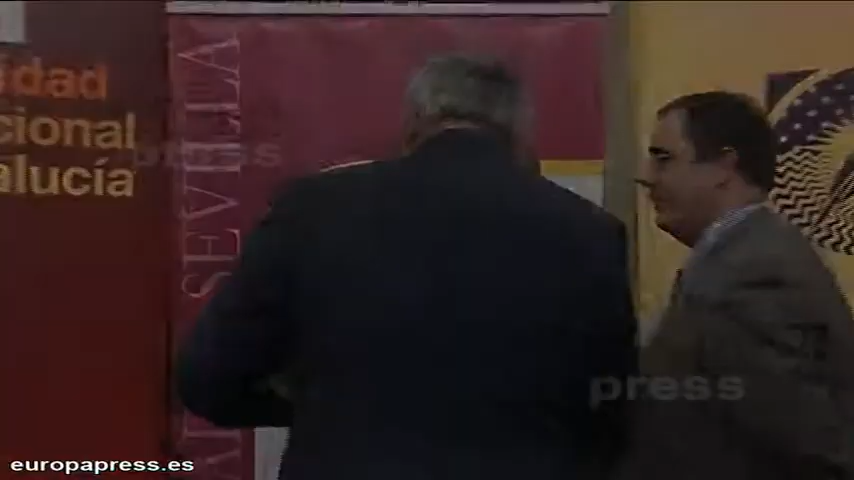 idad
cional
alucía
SEVILLA
press
press
europapress.es